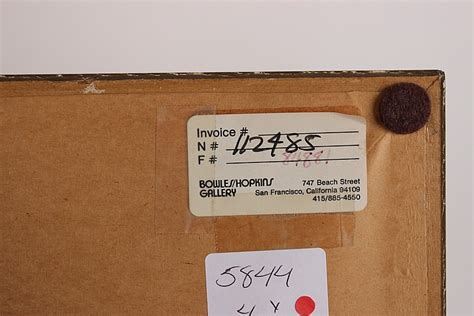 Invoice #
N # 112485
F #
BOWLES/HOPKINS
GALLERY
747 Beach Street
San Francisco, California 94109
415/885-4550
5844